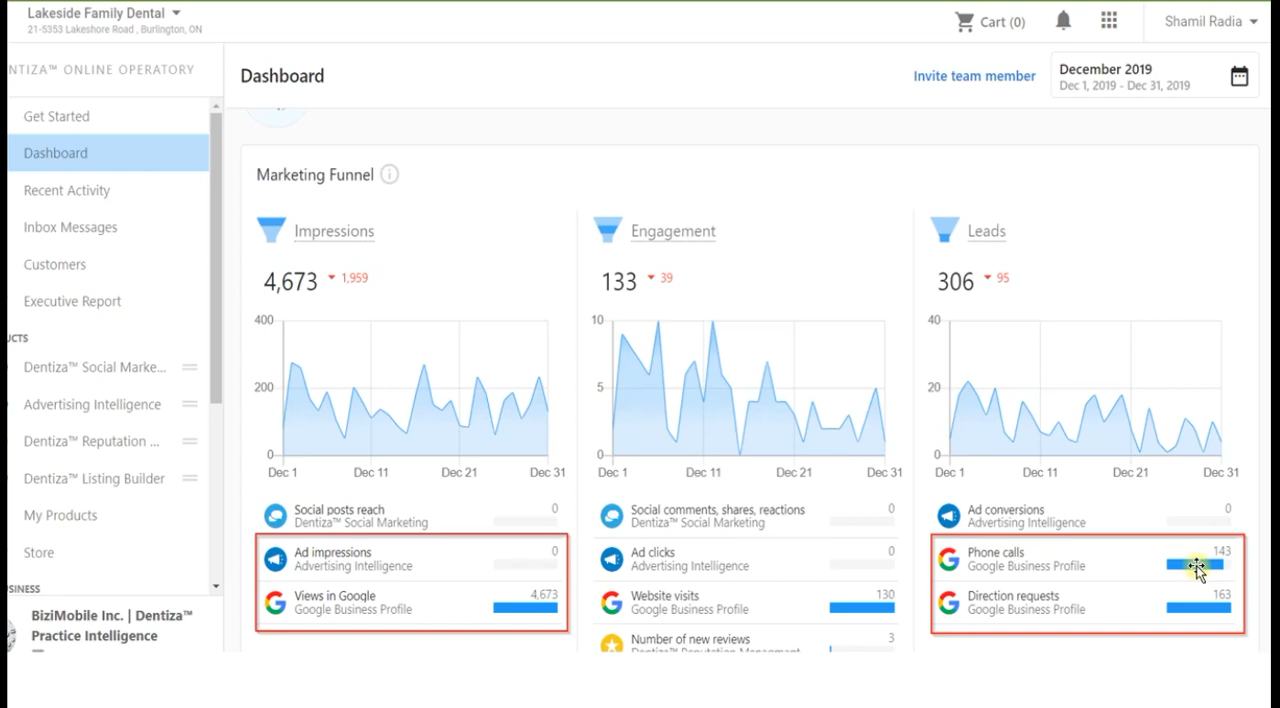 Lakeside Family Dental
21-5353 Lakeshore Road , Burlington, ON
Cart (0)
Shamil Radia
NTIZA™ ONLINE OPERATORY
Dashboard
Invite team member
December 2019
Dec 1, 2019 - Dec 31, 2019
Get Started
Dashboard
Recent Activity
Inbox Messages
Customers
Executive Report
UCTS
Dentiza™ Social Marke...
Advertising Intelligence
Dentiza™ Reputation ...
Dentiza™ Listing Builder
My Products
Store
SINESS
BiziMobile Inc. | Dentiza™
Practice Intelligence
Marketing Funnel
Impressions
4,673 1,959
400
200
0
Dec 1 Dec 11 Dec 21 Dec 31
Social posts reach 0
Dentiza™ Social Marketing
Ad impressions 0
Advertising Intelligence
Views in Google 4,673
Google Business Profile
Engagement
133 39
10
5
0
Dec 1 Dec 11 Dec 21 Dec 31
Social comments, shares, reactions 0
Dentiza™ Social Marketing
Ad clicks 0
Advertising Intelligence
Website visits 130
Google Business Profile
Number of new reviews 3
Dentiza™ Reputation Managment
Leads
306 95
40
20
0
Dec 1 Dec 11 Dec 21 Dec 31
Ad conversions 0
Advertising Intelligence
Phone calls 143
Google Business Profile
Direction requests 163
Google Business Profile